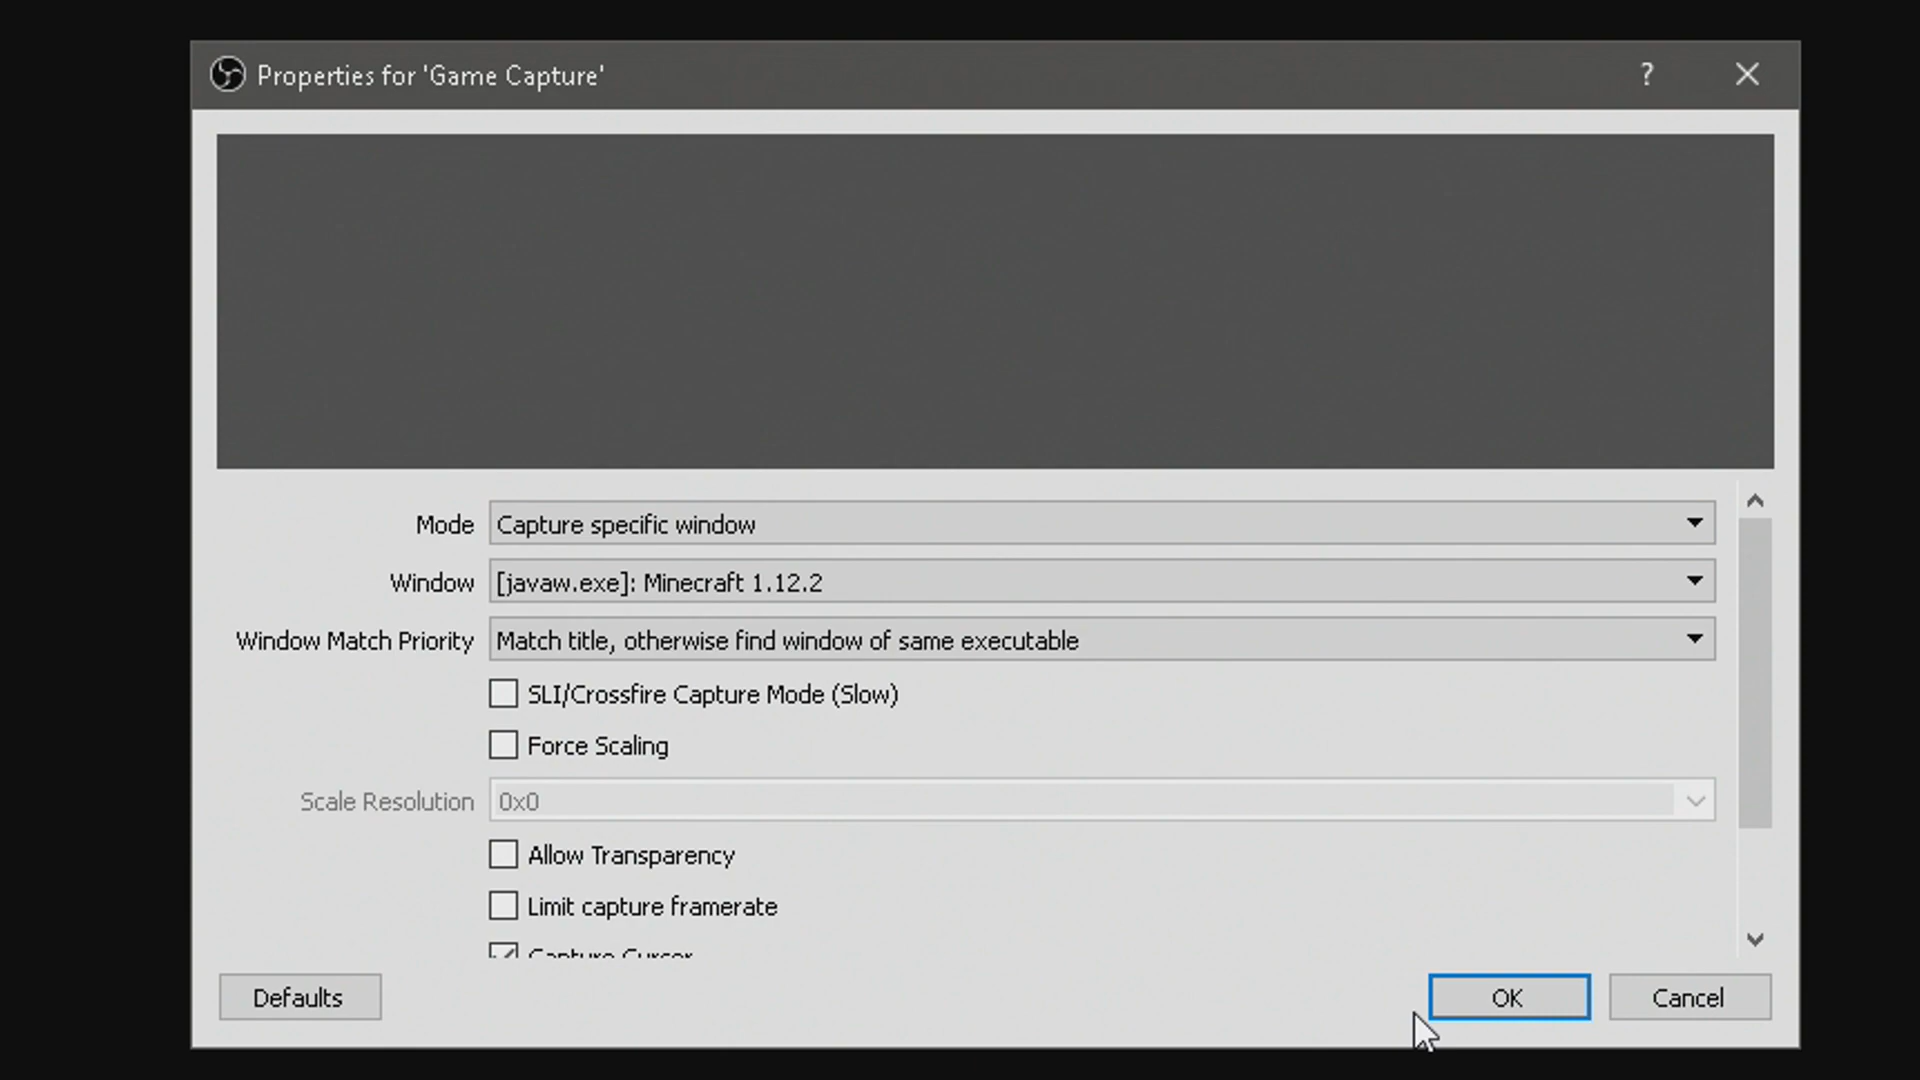 Properties for 'Game Capture'
?
Mode
Capture specific window
Window
[javaw.exe]: Minecraft 1.12.2
Window Match Priority
Match title, otherwise find window of same executable
SLI/Crossfire Capture Mode (Slow)
Force Scaling
Scale Resolution
0x0
Allow Transparency
Limit capture framerate
Capture Cursor
Defaults
OK
Cancel